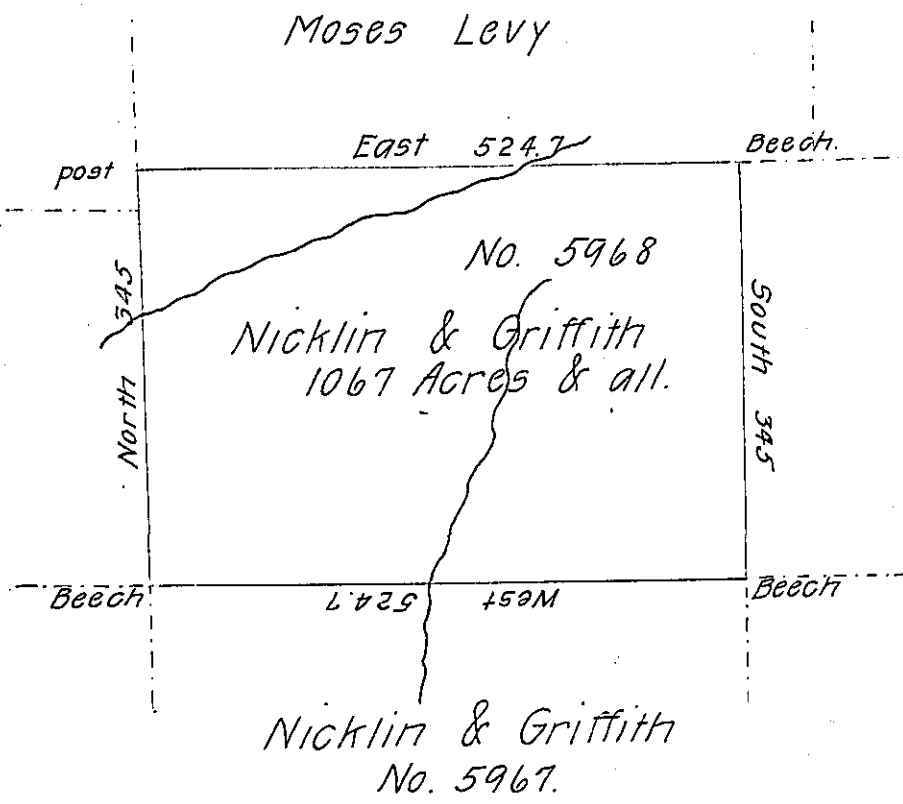 Moses Levy
East 524.7
Beech.
post
No. 5968
North 345
South 345
Nicklin & Griffith
1067 Acres & all.
Beech
West 524.7
Beech
Nicklin & Griffith
No. 5967.